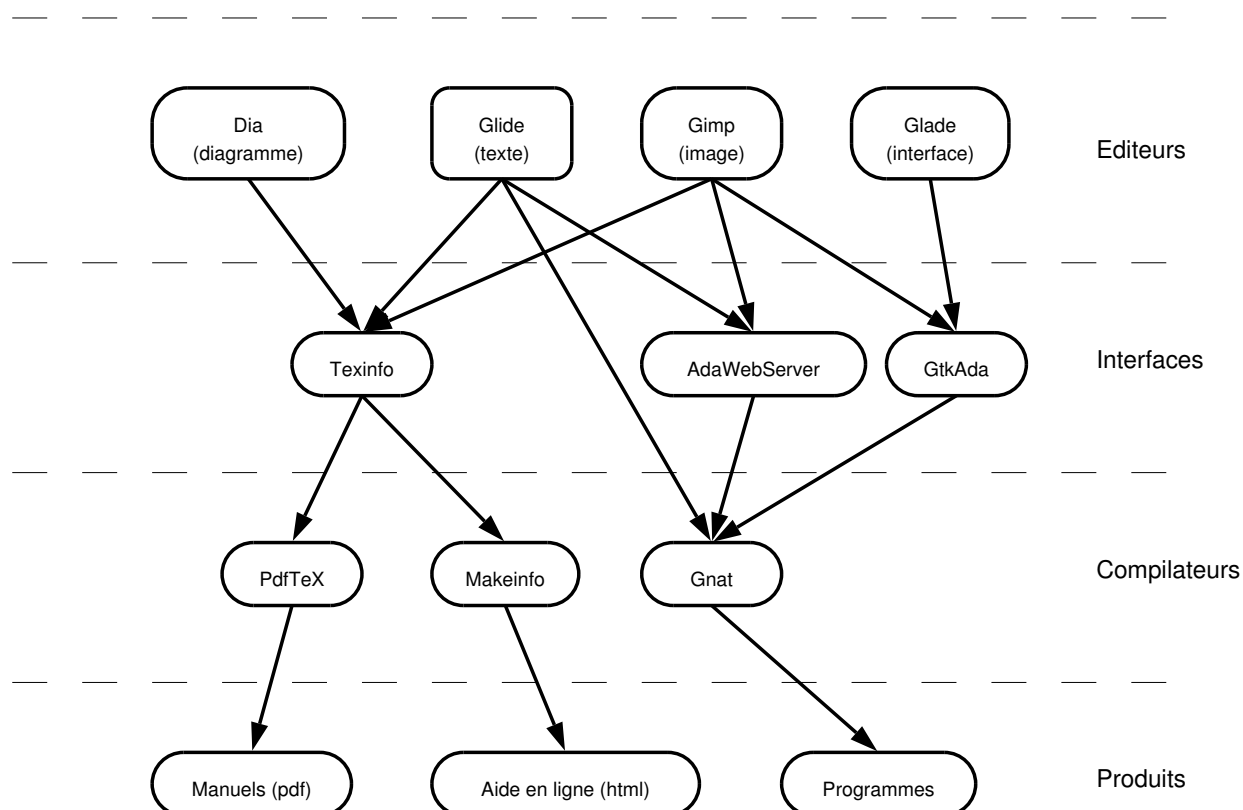 Dia
(diagramme)
Glide
(texte)
Gimp
(image)
Glade
(interface)
Editeurs
Texinfo
AdaWebServer
GtkAda
Interfaces
PdfTeX
Makeinfo
Gnat
Compilateurs
Manuels (pdf)
Aide en ligne (html)
Programmes
Produits